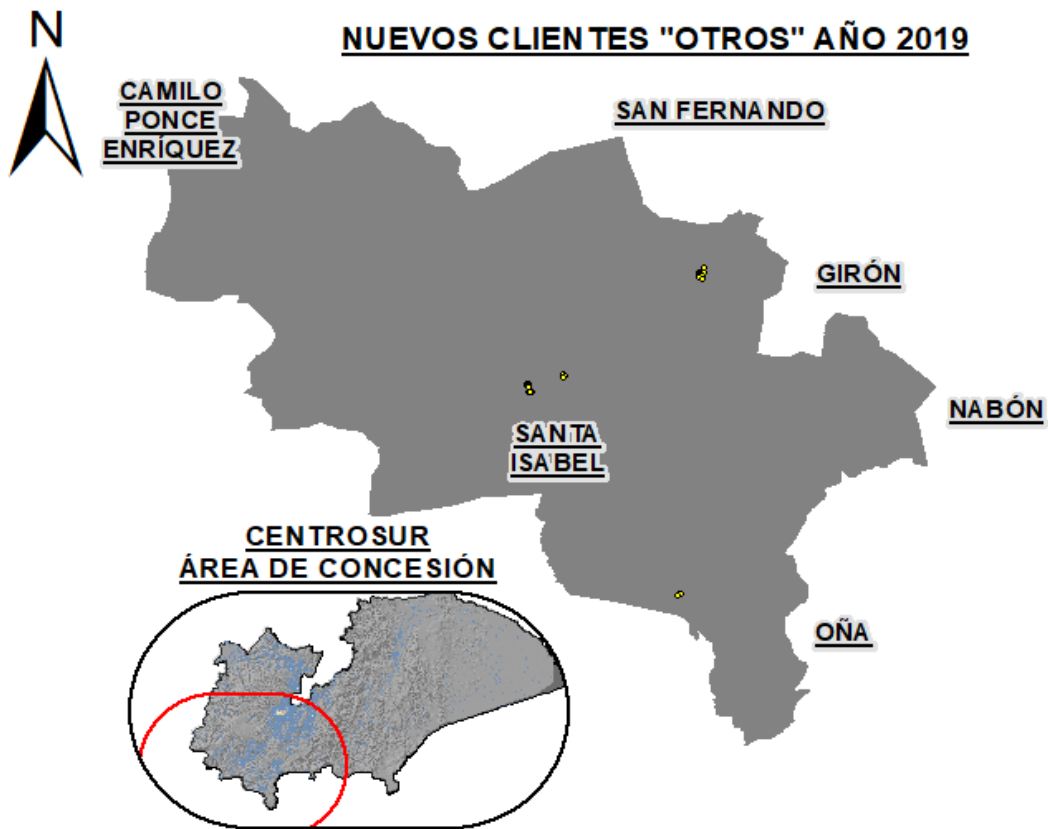 N
NUEVOS CLIENTES "OTROS" AÑO 2019
CAMILO
PONCE
ENRÍQUEZ
SAN FERNANDO
GIRÓN
NABÓN
SANTA
ISABEL
CENTROSUR
ÁREA DE CONCESIÓN
OÑA